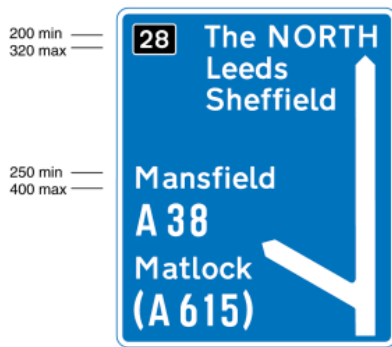 200 min
320 max
28
The NORTH
Leeds
Sheffield
250 min
400 max
Mansfield
A 38
Matlock
(A 615)